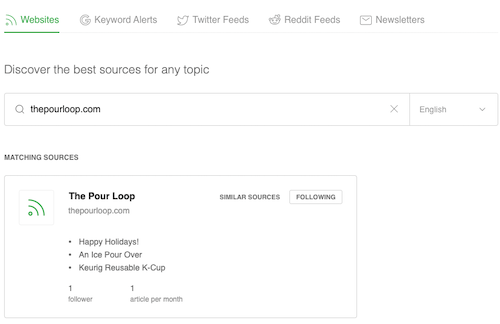 Websites Keyword Alerts Twitter Feeds Reddit Feeds Newsletters
Discover the best sources for any topic
thepourloop.com English
MATCHING SOURCES
The Pour Loop SIMILAR SOURCES FOLLOWING
thepourloop.com
• Happy Holidays!
• An Ice Pour Over
• Keurig Reusable K-Cup
1 1
follower article per month